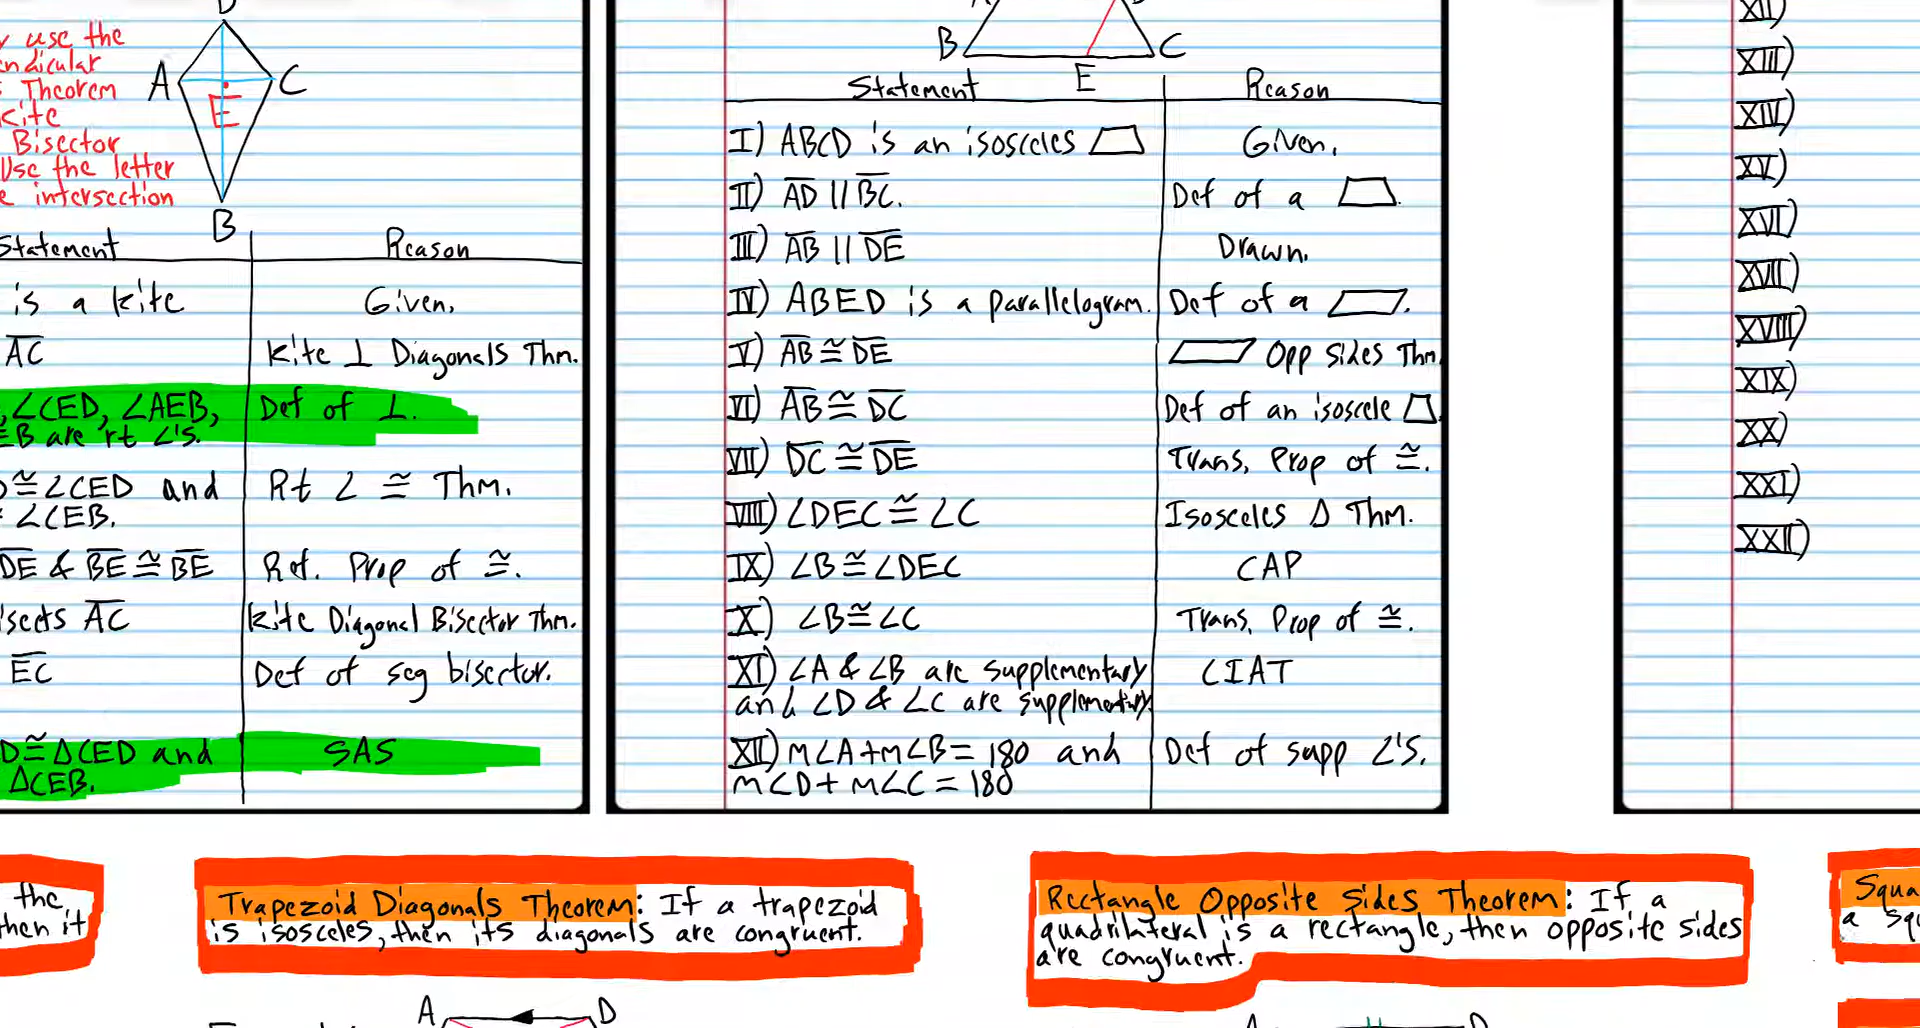 D
use the
ndicular
Theorem
kite
Bisector
Use the letter
e intersection
A
C
E
B
Statement
Reason
is a kite
Given.
AC
kite ⊥ Diagonals Thm.
, ∠CED, ∠AEB,
EB are rt ∠'s.
Def of ⊥.
D≅∠CED and
≅ ∠CEB.
Rt ∠ ≅ Thm.
DE & BE≅BE
Ref. Prop of ≅.
isects AC
kite Diagonal Bisector Thm.
EC
Def of seg bisector.
D≅ΔCED and
ΔCEB.
SAS
B
C
E
Statement
Reason
I) ABCD is an isosceles ⏢
Given.
II) AD || BC.
Def of a ⏢.
III) AB || DE
Drawn.
IV) ABED is a parallelogram.
Def of a ▱.
V) AB≅DE
▱ Opp sides Thm.
VI) AB≅DC
Def of an isoscele ⏢.
VII) DC≅DE
Trans. Prop of ≅.
VIII) ∠DEC≅∠C
Isosceles Δ Thm.
IX) ∠B≅∠DEC
CAP
X) ∠B≅∠C
Trans. Prop of ≅.
XI) ∠A & ∠B are supplementary
and ∠D & ∠C are supplementary.
CIAT
XII) m∠A+m∠B= 180 and
m∠D+m∠C=180
Def of supp ∠'s.
XII)
XIII)
XIV)
XV)
XVI)
XVII)
XVIII)
XIX)
XX)
XXI)
XXII)
the
then it
Trapezoid Diagonals Theorem: If a trapezoid
is isosceles, then its diagonals are congruent.
Rectangle Opposite Sides Theorem: If a
quadrilateral is a rectangle, then opposite sides
are congruent.
Squa
a squ
A
D